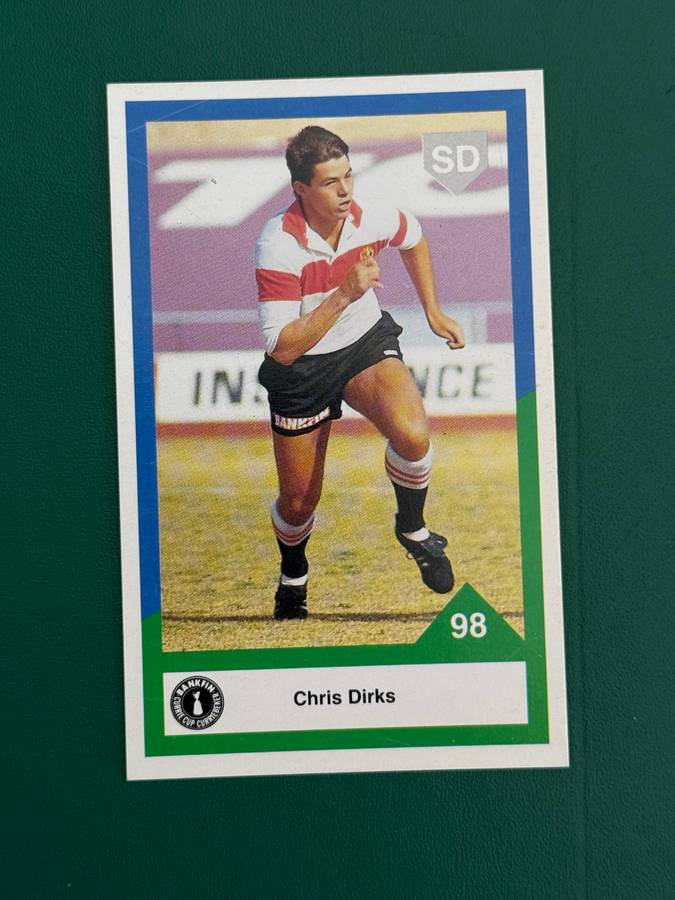 SD
INS
NCE
BANKFIN
98
BANKFIN
CURRIE CUP CURRIEBEKER
Chris Dirks